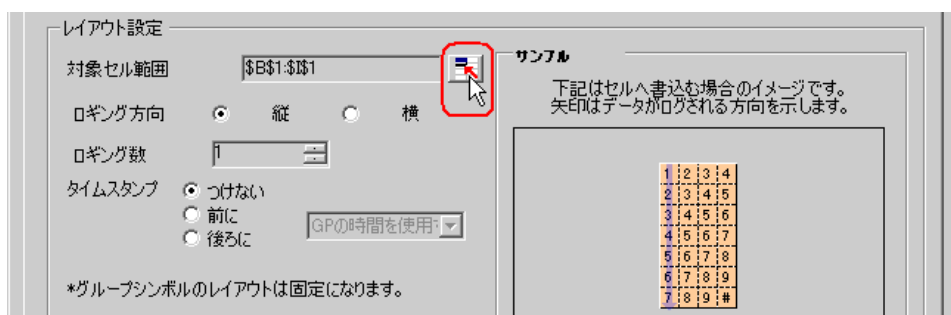 レイアウト設定
対象セル範囲 $B$1:$I$1
ロギング方向 縦 横
ロギング数 1
タイムスタンプ つけない
前に
後ろに
GPの時間を使用
*グループシンボルのレイアウトは固定になります。
サンプル
下記はセルへ書込む場合のイメージです。
矢印はデータがログされる方向を示します。
1 2 3 4
2 3 4 5
3 4 5 6
4 5 6 7
5 6 7 8
6 7 8 9
7 8 9 #